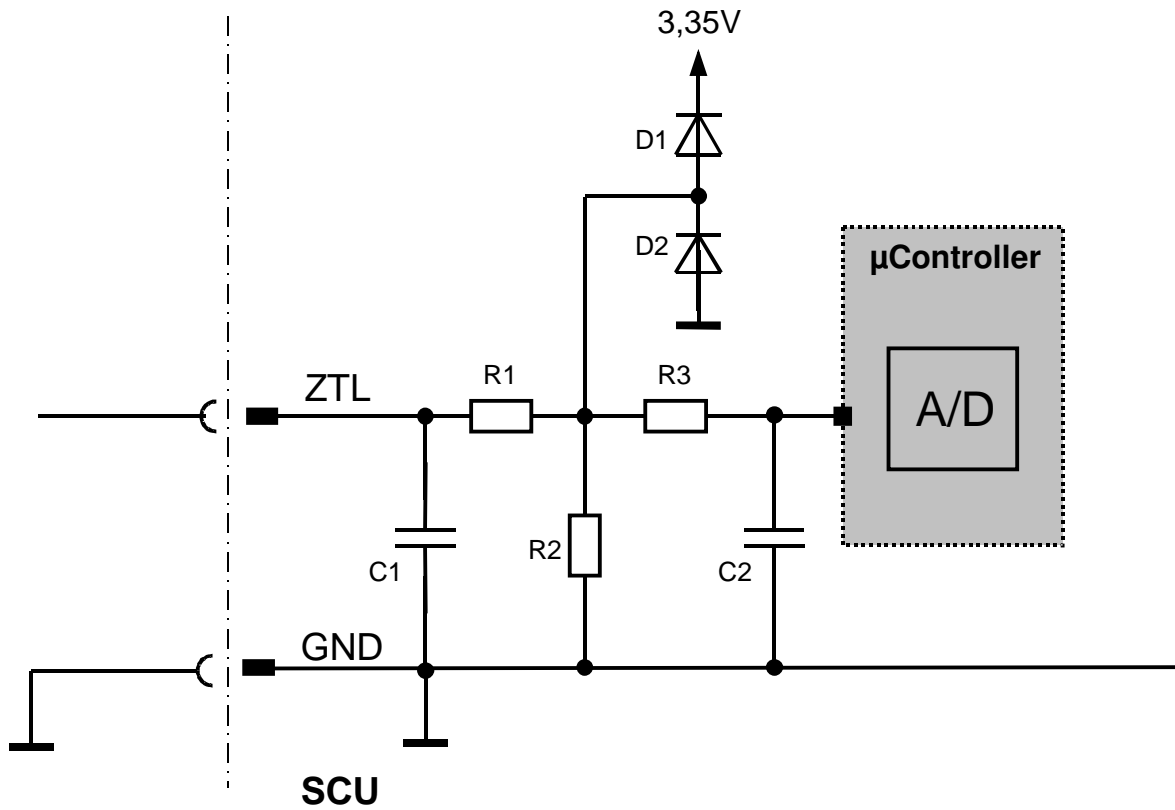 3,35V
D1
D2
µController
ZTL
R1
R3
A/D
C1
R2
C2
GND
SCU